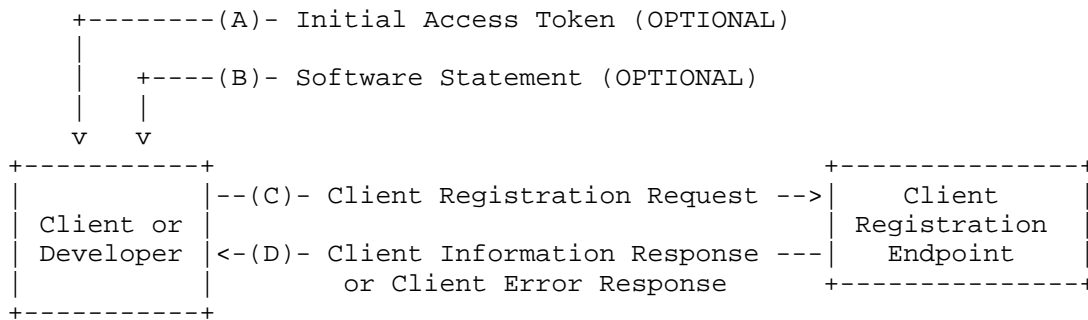 +--------(A)- Initial Access Token (OPTIONAL)
|
|   +----(B)- Software Statement (OPTIONAL)
|   |
v   v
+-----------+                                      +---------------+
|           |--(C)- Client Registration Request -->|    Client     |
| Client or |                                      | Registration  |
| Developer |<-(D)- Client Information Response ---|   Endpoint    |
|           |        or Client Error Response      +---------------+
+-----------+